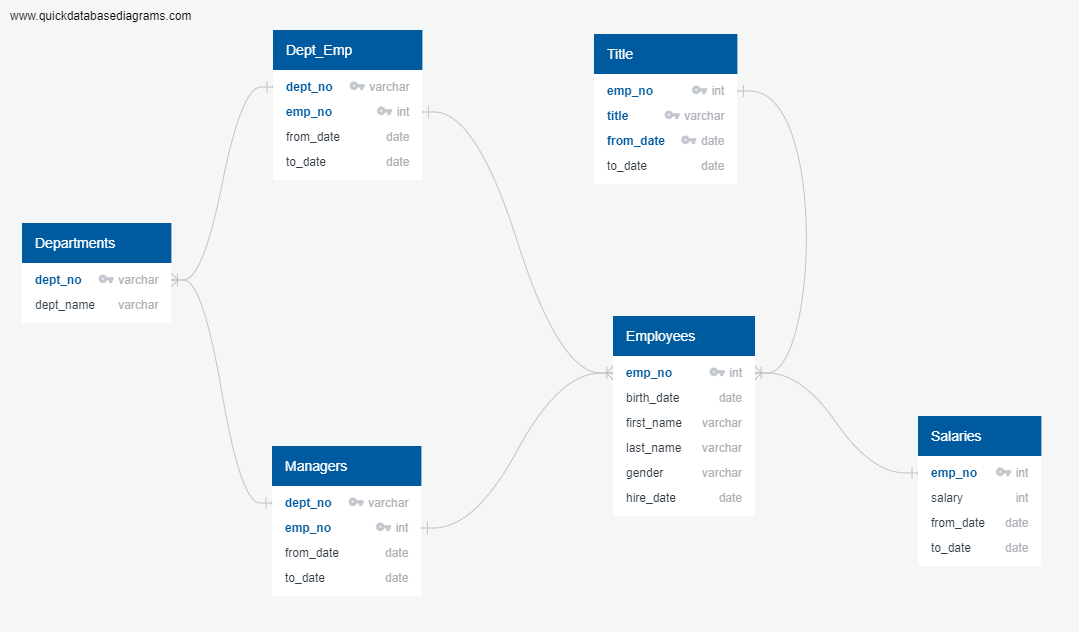 www.quickdatabasediagrams.com
Dept_Emp
dept_no varchar
emp_no int
from_date date
to_date date
Title
emp_no int
title varchar
from_date date
to_date date
Departments
dept_no varchar
dept_name varchar
Employees
emp_no int
birth_date date
first_name varchar
last_name varchar
gender varchar
hire_date date
Managers
dept_no varchar
emp_no int
from_date date
to_date date
Salaries
emp_no int
salary int
from_date date
to_date date